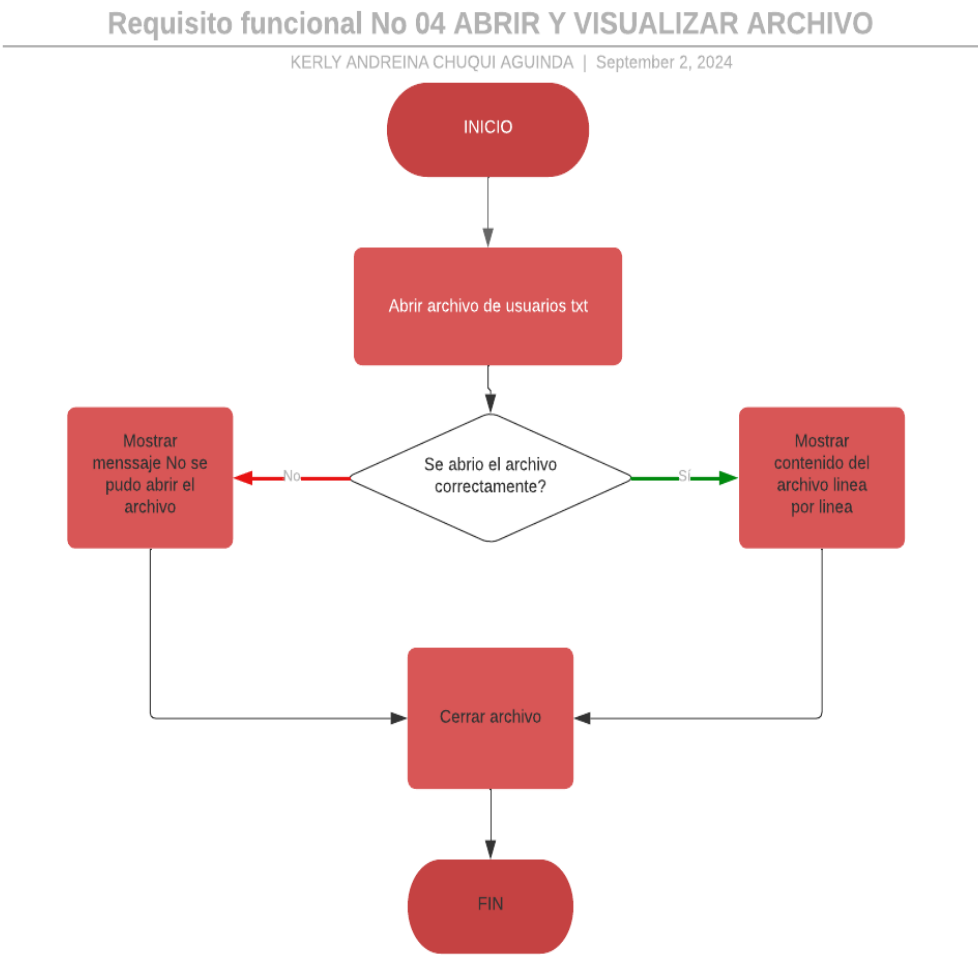 Requisito funcional No 04 ABRIR Y VISUALIZAR ARCHIVO
KERLY ANDREINA CHUQUI AGUINDA | September 2, 2024
INICIO
Abrir archivo de usuarios txt
Se abrio el archivo
correctamente?
No
Sí
Mostrar
menssaje No se
pudo abrir el
archivo
Mostrar
contenido del
archivo linea
por linea
Cerrar archivo
FIN